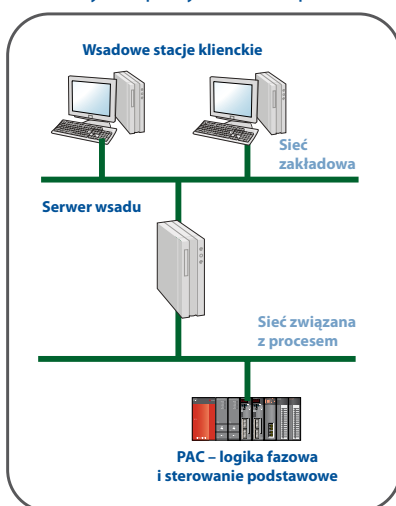 Wsadowe stacje klienckie
Sieć
zakładowa
Serwer wsadu
Sieć związana
z procesem
PAC – logika fazowa
i sterowanie podstawowe